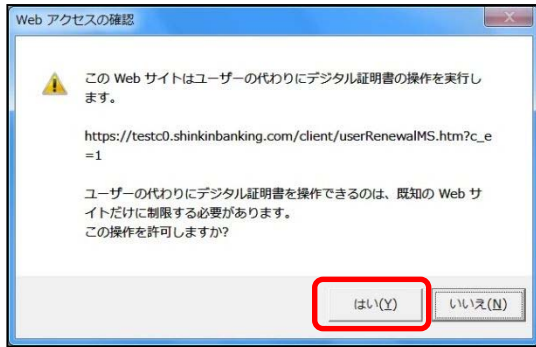 Web アクセスの確認
この Web サイトはユーザーの代わりにデジタル証明書の操作を実行し
ます。
https://testc0.shinkinbanking.com/client/userRenewalMS.htm?c_e
=1
ユーザーの代わりにデジタル証明書を操作できるのは、既知の Web サ
イトだけに制限する必要があります。
この操作を許可しますか?
はい(Y) いいえ(N)